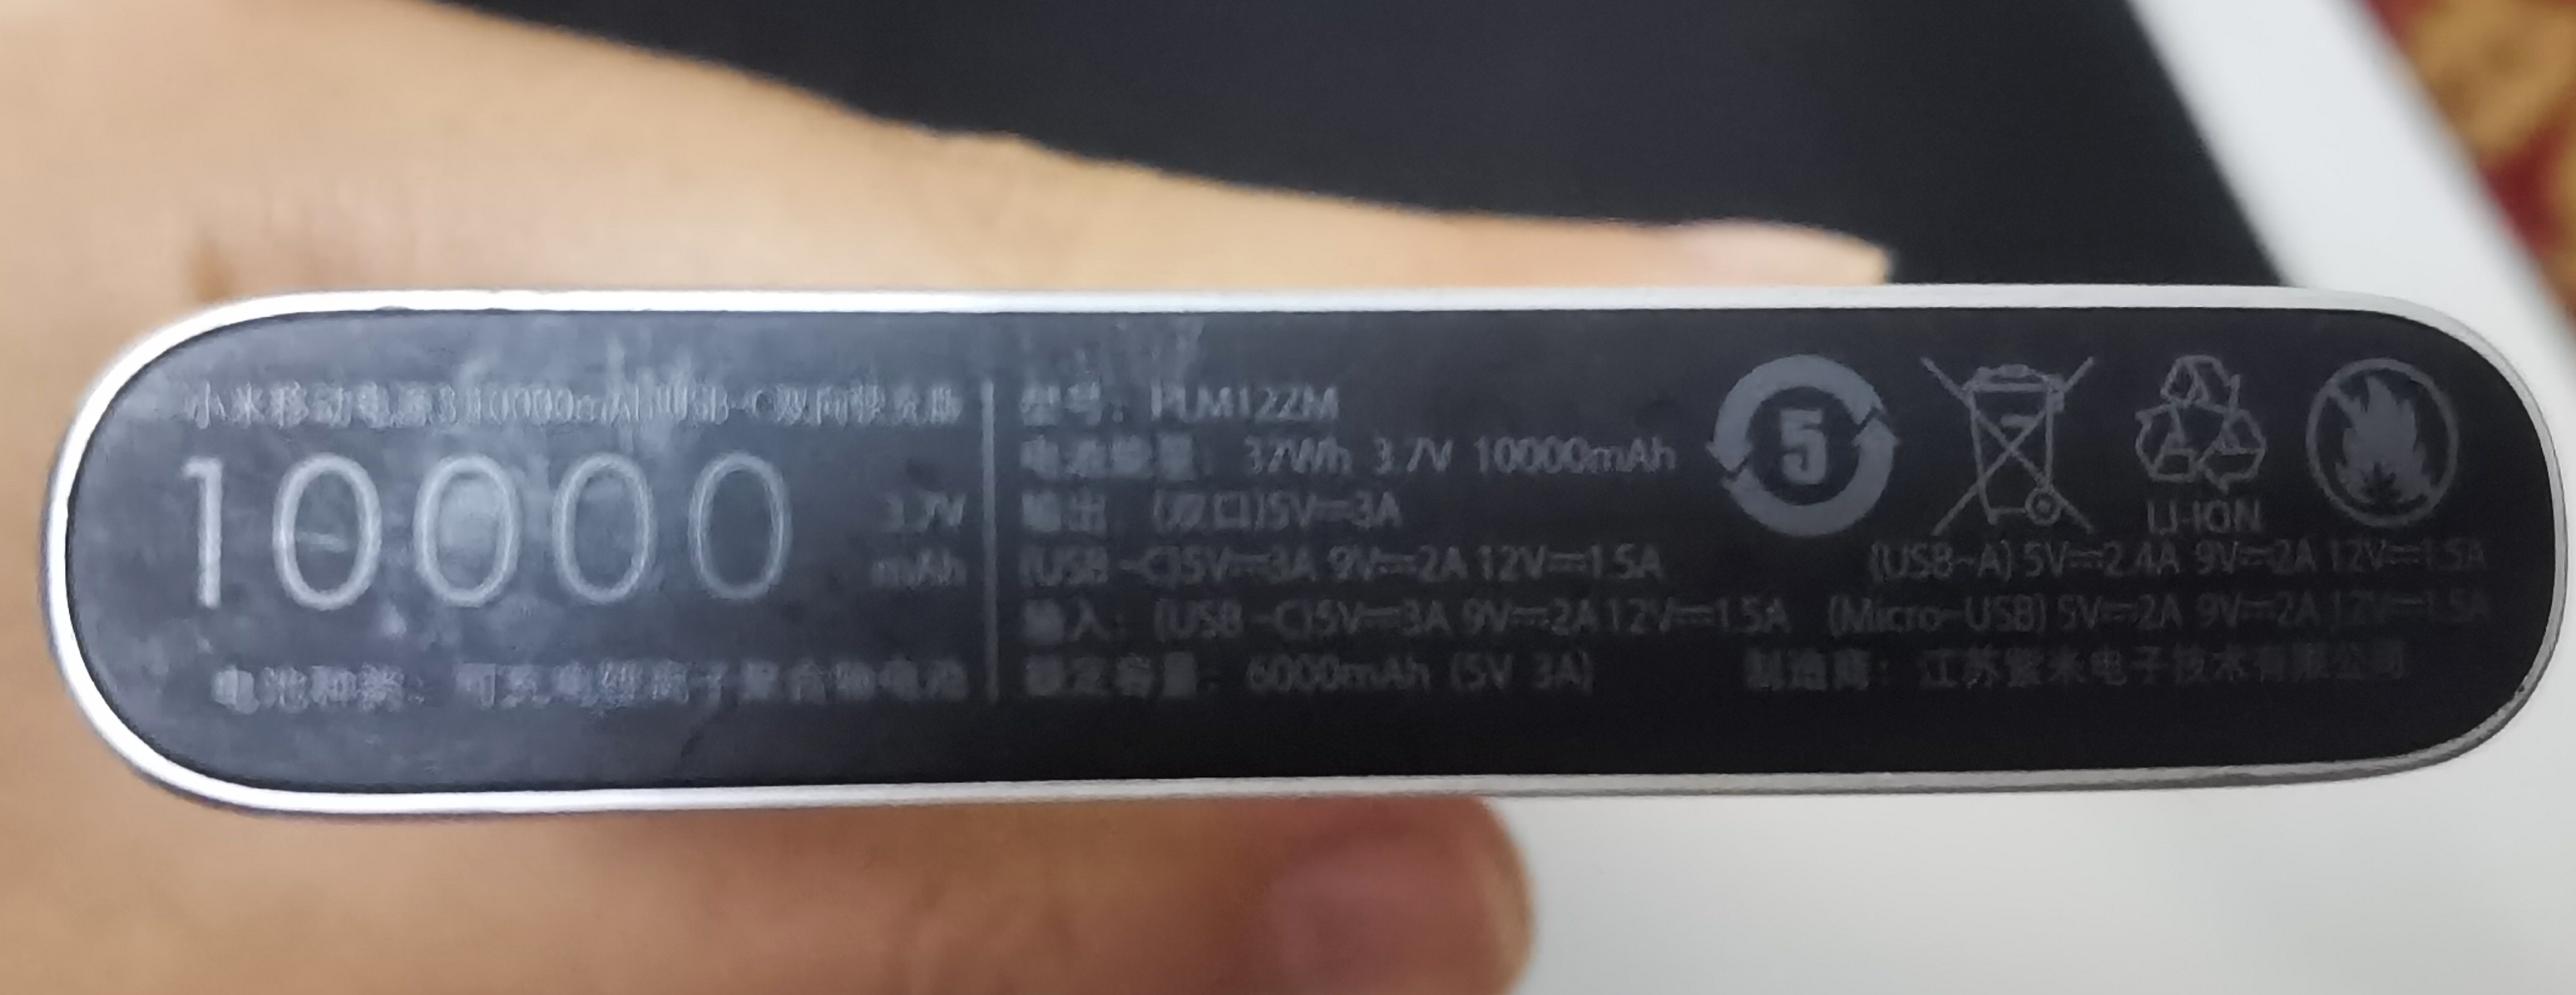 小米移动电源3 10000mAh USB-C双向快充版
10000
3.7V
mAh
电池种类：可充电锂离子聚合物电池
型号：PLM12ZM
电池能量：37Wh 3.7V 10000mAh
输出 (双口)5V⎓3A
(USB-C)5V⎓3A 9V⎓2A 12V⎓1.5A (USB-A) 5V⎓2.4A 9V⎓2A 12V⎓1.5A
输入：(USB-C)5V⎓3A 9V⎓2A 12V⎓1.5A (Micro-USB) 5V⎓2A 9V⎓2A 12V⎓1.5A
额定容量：6000mAh (5V 3A) 制造商：江苏紫米电子技术有限公司
5
LI-ION